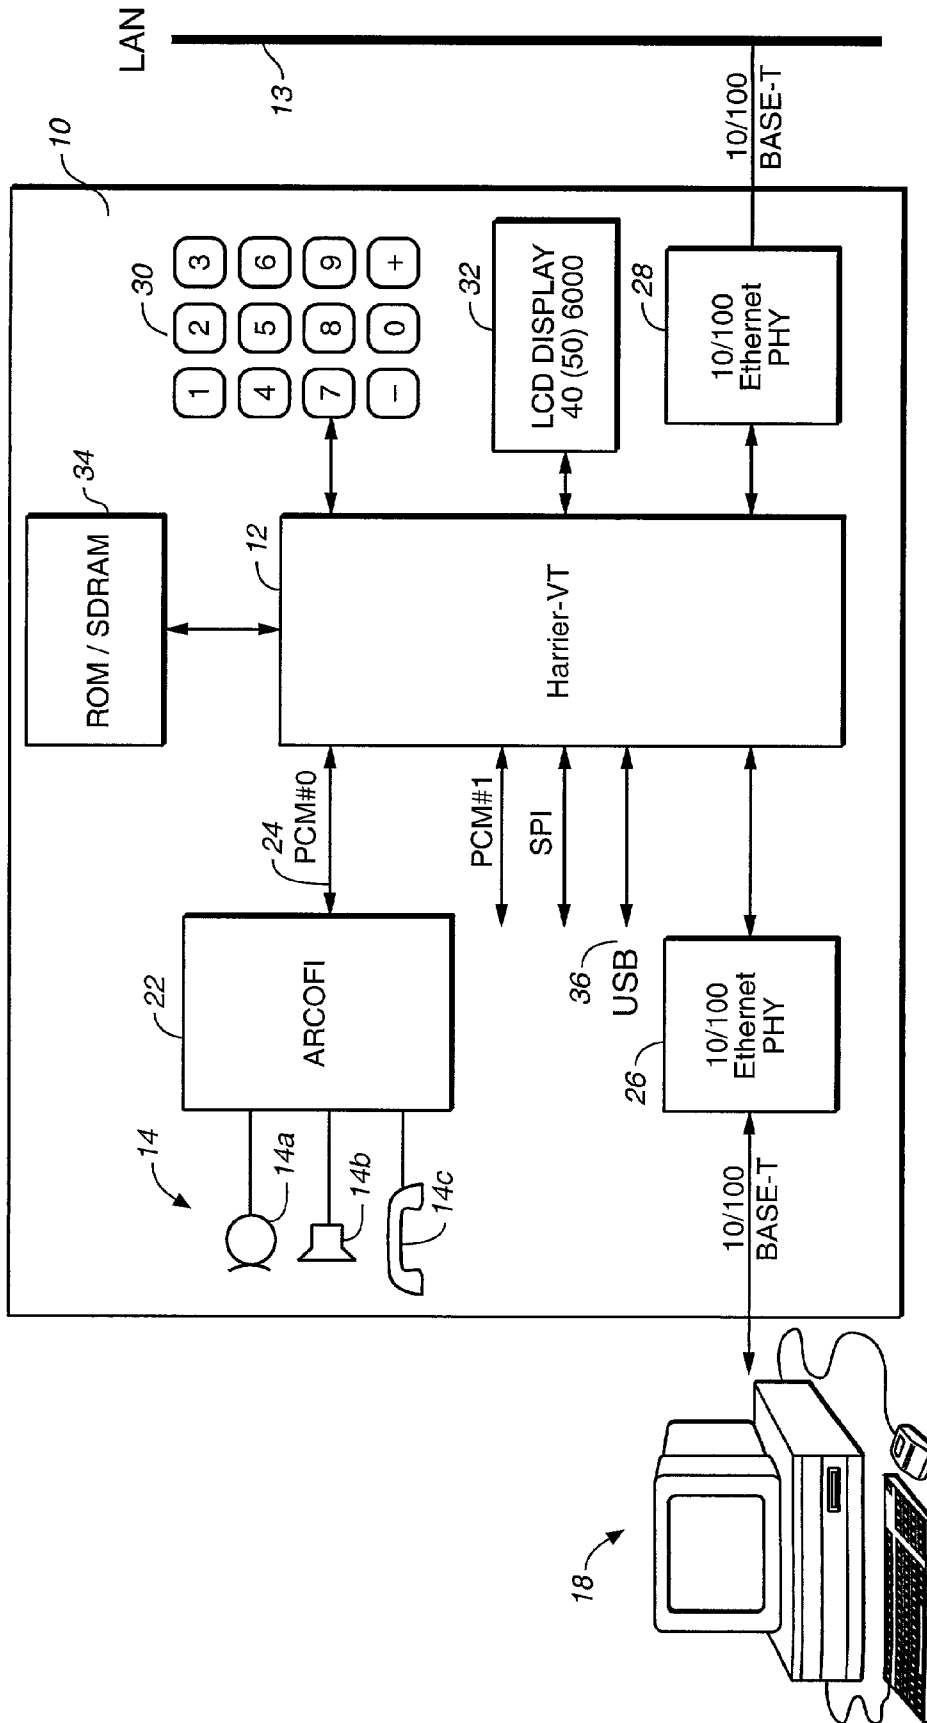 LAN
13
10
10/100
BASE-T
34
ROM / SDRAM
30
1
2
3
4
5
6
7
8
9
−
0
+
32
LCD DISPLAY
40 (50) 6000
28
10/100
Ethernet
PHY
12
Harrier-VT
24
PCM#0
PCM#1
SPI
36
USB
22
ARCOFI
14
14a
14b
14c
26
10/100
Ethernet
PHY
10/100
BASE-T
18